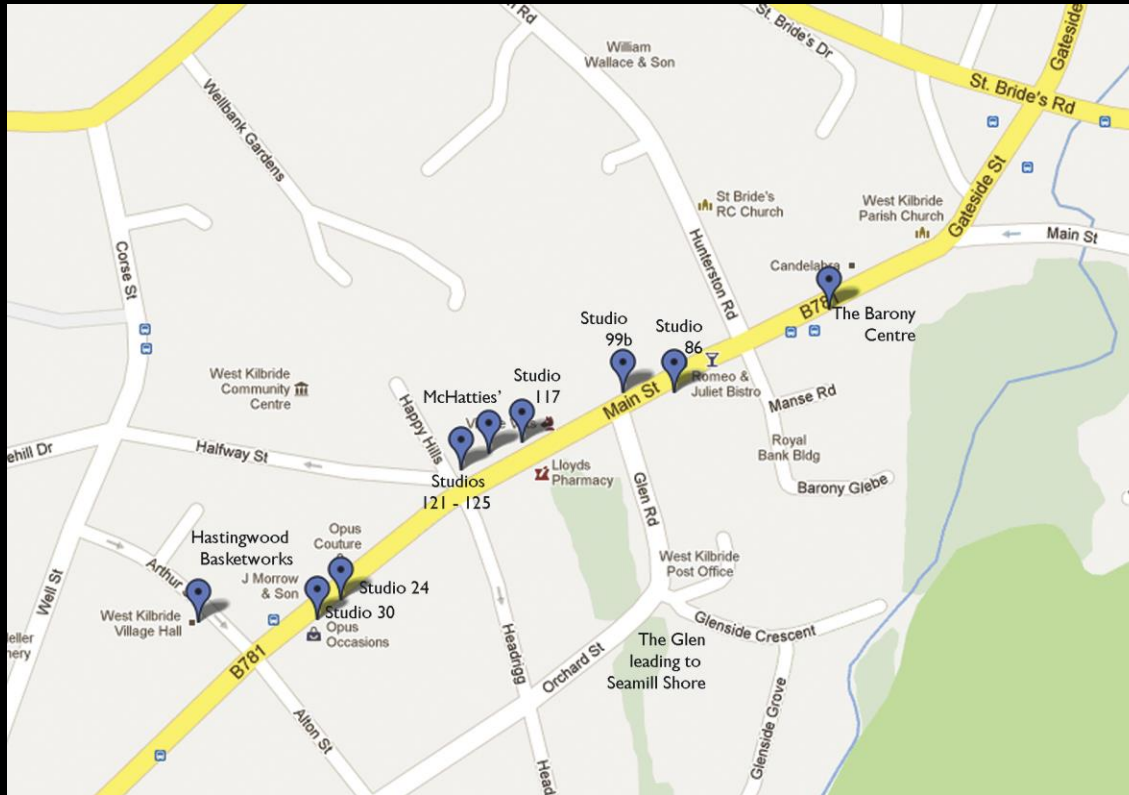 St. Bride's Dr
William
Wallace & Son
Gateside
St. Bride's Rd
Wellbank Gardens
St Bride's
RC Church
West Kilbride
Parish Church
Gateside St
Main St
Corse St
Hunterston Rd
Candelabra
B781
The Barony
Centre
Studio
99b
Studio
86
Romeo &
Juliet Bistro
West Kilbride
Community
Centre
Happy Hills
McHatties'
Studio
117
Main St
Manse Rd
Royal
Bank Bldg
Barony Glebe
Halfway St
Studios
121 - 125
Lloyds
Pharmacy
Glen Rd
Hastingwood
Basketworks
Opus
Couture
Arthur
J Morrow
& Son
Studio 24
Studio 30
Opus
Occasions
West Kilbride
Village Hall
Well St
West Kilbride
Post Office
Glenside Crescent
The Glen
leading to
Seamill Shore
Headrigg
Orchard St
B781
Alton St
Glenside Grove
Head